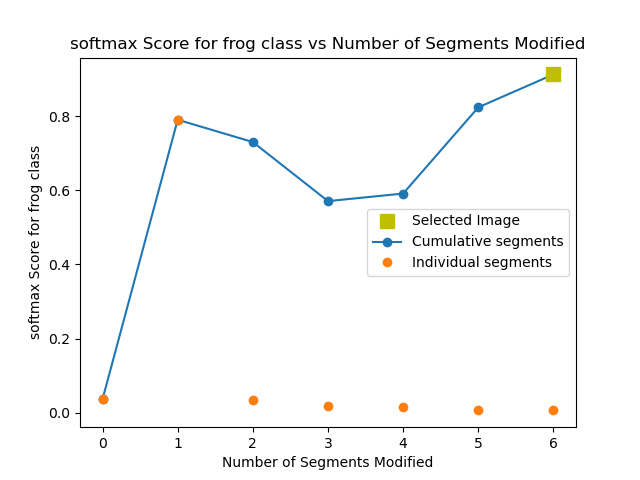 softmax Score for frog class vs Number of Segments Modified
softmax Score for frog class
0.8
0.6
0.4
0.2
0.0
Selected Image
Cumulative segments
Individual segments
0 1 2 3 4 5 6
Number of Segments Modified